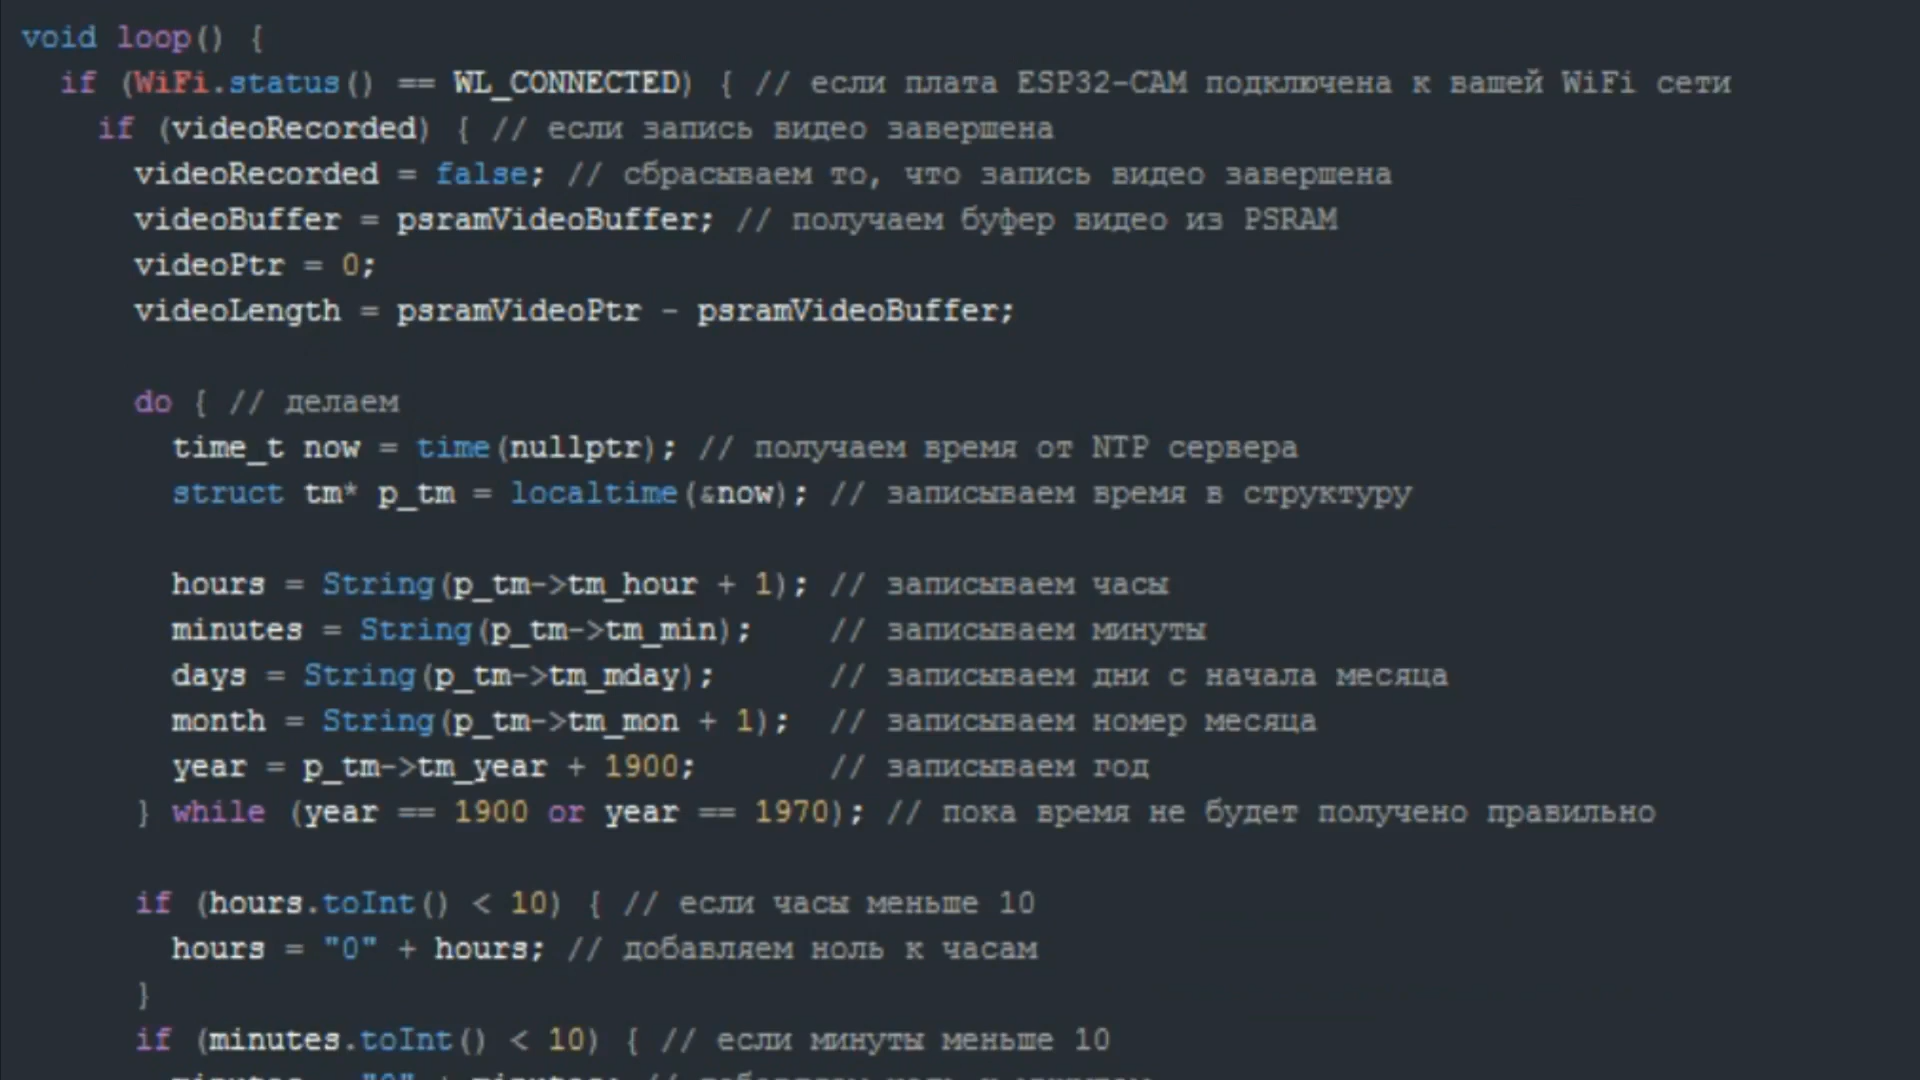 void loop() {
if (WiFi.status() == WL_CONNECTED) { // если плата ESP32-CAM подключена к вашей WiFi сети
if (videoRecorded) { // если запись видео завершена
videoRecorded = false; // сбрасываем то, что запись видео завершена
videoBuffer = psramVideoBuffer; // получаем буфер видео из PSRAM
videoPtr = 0;
videoLength = psramVideoPtr - psramVideoBuffer;
do { // делаем
time_t now = time(nullptr); // получаем время от NTP сервера
struct tm* p_tm = localtime(&now); // записываем время в структуру
hours = String(p_tm->tm_hour + 1); // записываем часы
minutes = String(p_tm->tm_min); // записываем минуты
days = String(p_tm->tm_mday); // записываем дни с начала месяца
month = String(p_tm->tm_mon + 1); // записываем номер месяца
year = p_tm->tm_year + 1900; // записываем год
} while (year == 1900 or year == 1970); // пока время не будет получено правильно
if (hours.toInt() < 10) { // если часы меньше 10
hours = "0" + hours; // добавляем ноль к часам
}
if (minutes.toInt() < 10) { // если минуты меньше 10